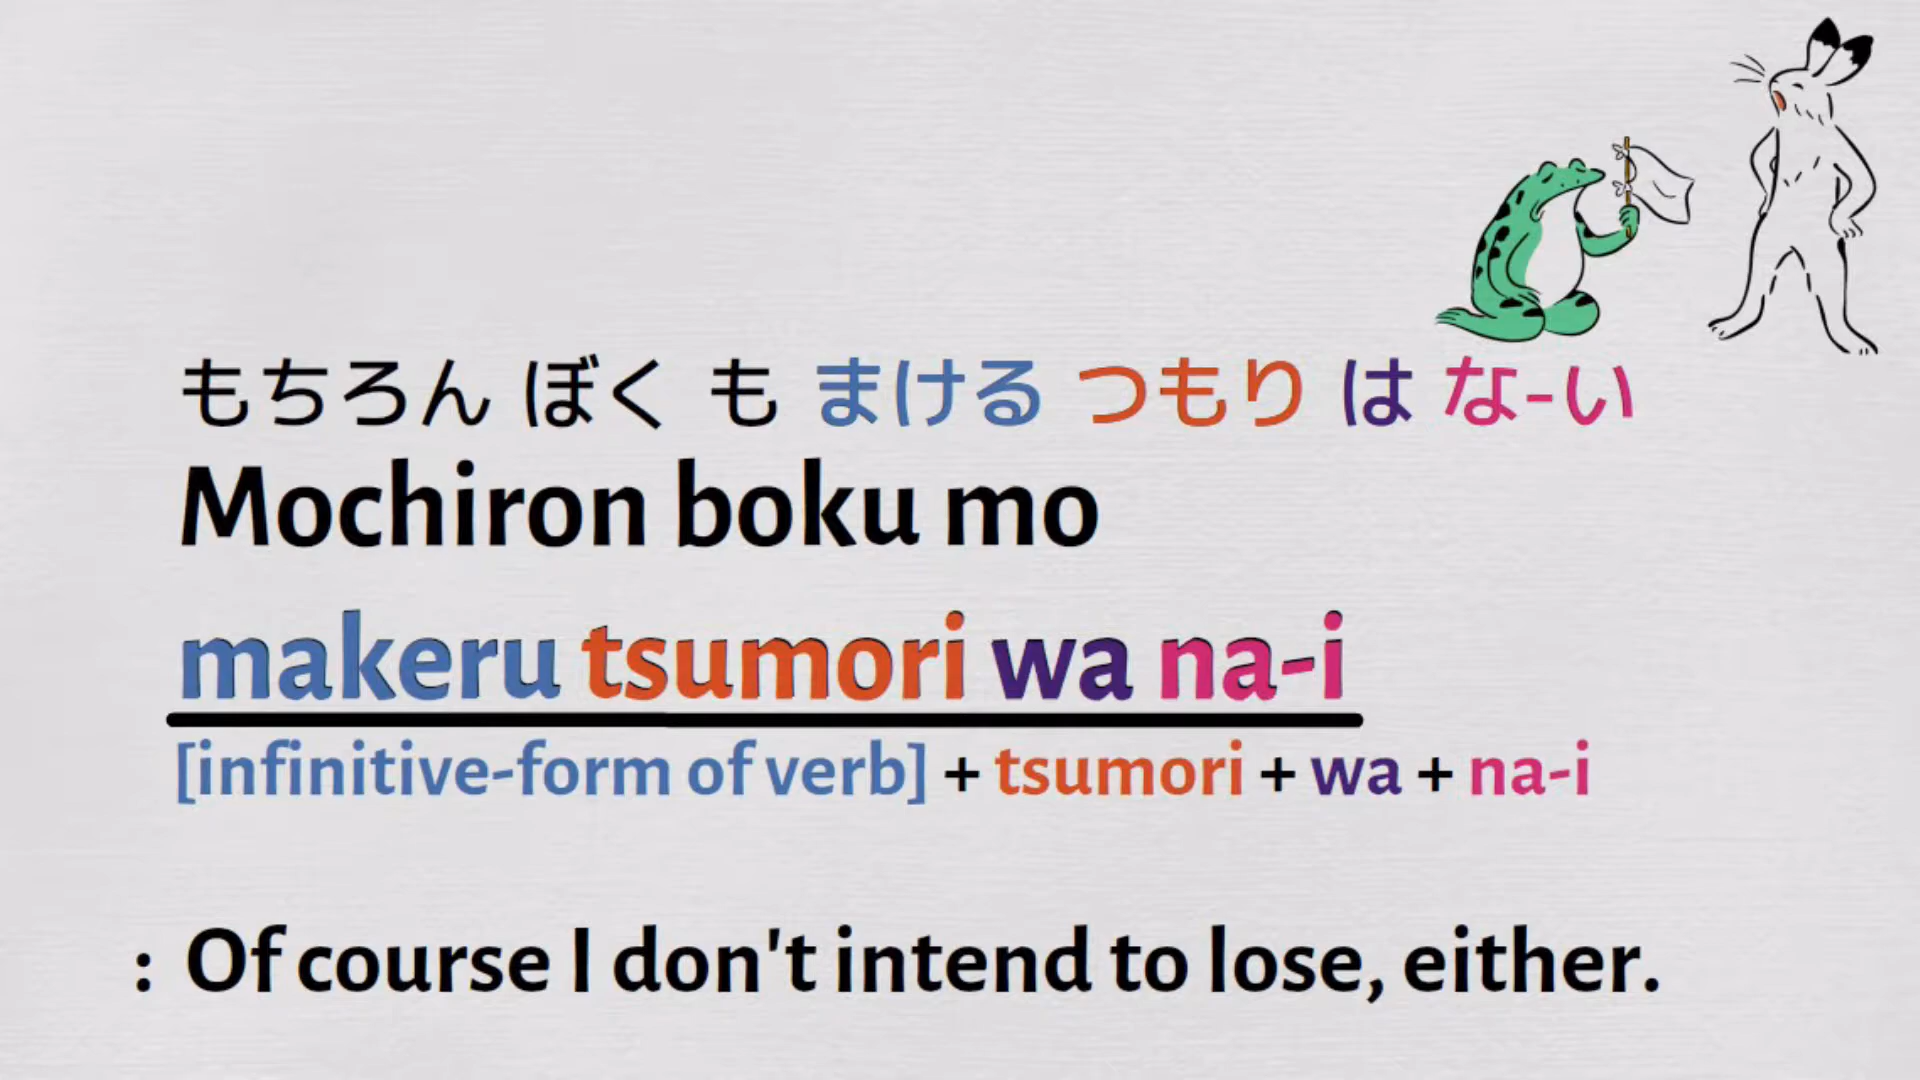 もちろん ぼく も まける つもり は な-い
Mochiron boku mo
makeru tsumori wa na-i
[infinitive-form of verb] + tsumori + wa + na-i
: Of course I don't intend to lose, either.